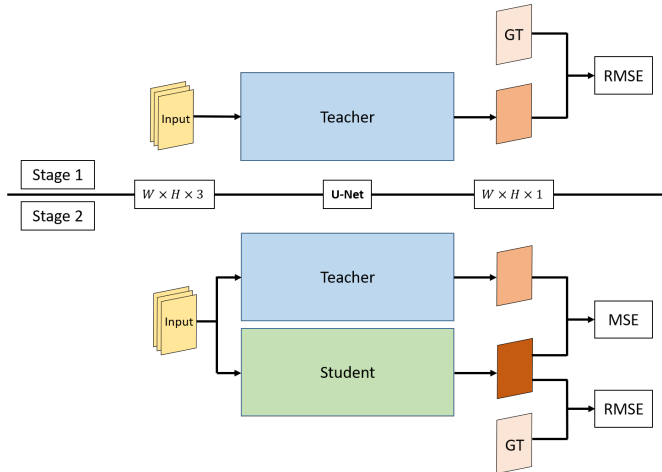 GT
RMSE
Input
Teacher
Stage 1
W × H × 3
U-Net
W × H × 1
Stage 2
Teacher
Input
MSE
Student
RMSE
GT